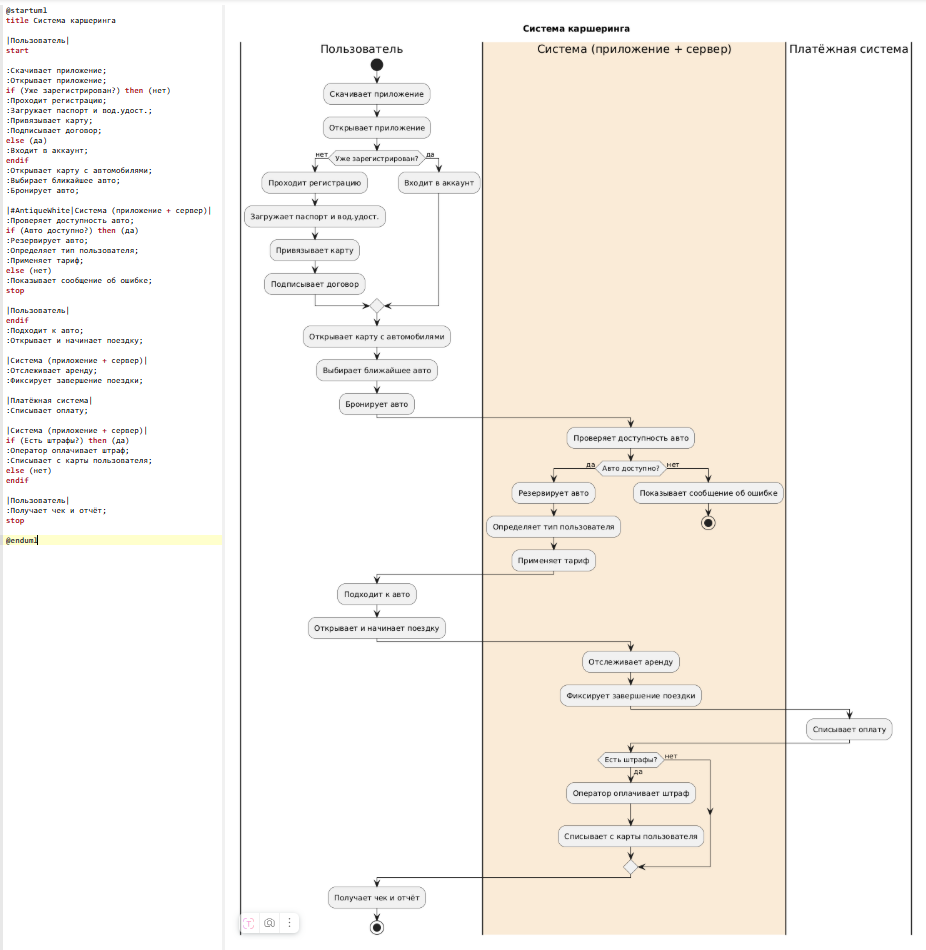 @startuml
title Система каршеринга
|Пользователь|
start
:Скачивает приложение;
:Открывает приложение;
if (Уже зарегистрирован?) then (нет)
:Проходит регистрацию;
:Загружает паспорт и вод.удост.;
:Привязывает карту;
:Подписывает договор;
else (да)
:Входит в аккаунт;
endif
:Открывает карту с автомобилями;
:Выбирает ближайшее авто;
:Бронирует авто;
|#AntiqueWhite|Система (приложение + сервер)|
:Проверяет доступность авто;
if (Авто доступно?) then (да)
:Резервирует авто;
:Определяет тип пользователя;
:Применяет тариф;
else (нет)
:Показывает сообщение об ошибке;
stop
|Пользователь|
endif
:Подходит к авто;
:Открывает и начинает поездку;
|Система (приложение + сервер)|
:Отслеживает аренду;
:Фиксирует завершение поездки;
|Платёжная система|
:Списывает оплату;
|Система (приложение + сервер)|
if (Есть штрафы?) then (да)
:Оператор оплачивает штраф;
:Списывает с карты пользователя;
else (нет)
endif
|Пользователь|
:Получает чек и отчёт;
stop
@enduml
Система каршеринга
Пользователь
Система (приложение + сервер)
Платёжная система
Скачивает приложение
Открывает приложение
нет
Уже зарегистрирован?
да
Проходит регистрацию
Входит в аккаунт
Загружает паспорт и вод.удост.
Привязывает карту
Подписывает договор
Открывает карту с автомобилями
Выбирает ближайшее авто
Бронирует авто
Проверяет доступность авто
да
Авто доступно?
нет
Резервирует авто
Показывает сообщение об ошибке
Определяет тип пользователя
Применяет тариф
Подходит к авто
Открывает и начинает поездку
Отслеживает аренду
Фиксирует завершение поездки
Списывает оплату
Есть штрафы?
нет
да
Оператор оплачивает штраф
Списывает с карты пользователя
Получает чек и отчёт